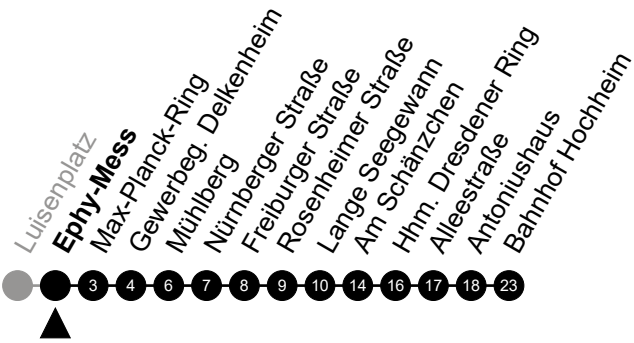 Luisenplatz
Ephy-Mess
Max-Planck-Ring
Gewerbeg. Delkenheim
Mühlberg
Nürnberger Straße
Freiburger Straße
Rosenheimer Straße
Lange Seegewann
Am Schänzchen
Hhm. Dresdener Ring
Alleestraße
Antoniushaus
Bahnhof Hochheim
3 4 6 7 8 9 10 14 16 17 18 23